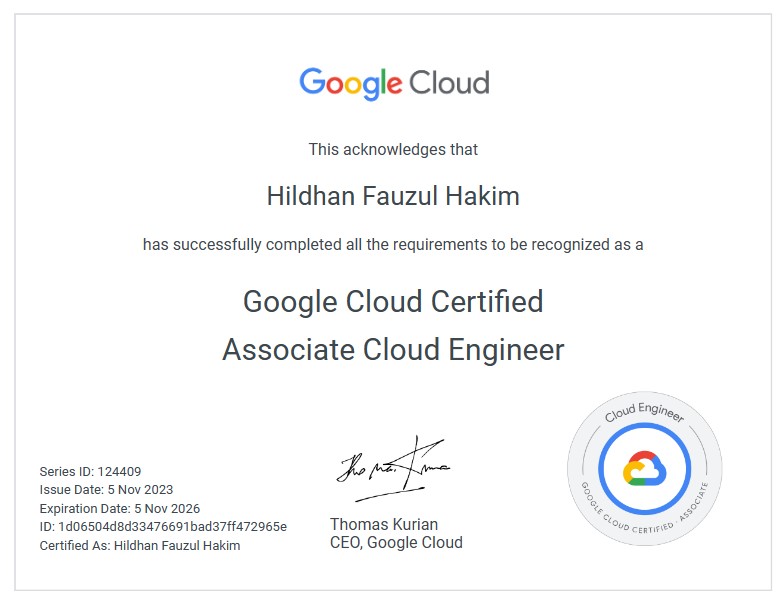 Google Cloud
This acknowledges that
Hildhan Fauzul Hakim
has successfully completed all the requirements to be recognized as a
Google Cloud Certified
Associate Cloud Engineer
Series ID: 124409
Issue Date: 5 Nov 2023
Expiration Date: 5 Nov 2026
ID: 1d06504d8d33476691bad37ff472965e
Certified As: Hildhan Fauzul Hakim
Thomas Kurian
CEO, Google Cloud
Cloud Engineer
GOOGLE CLOUD CERTIFIED · ASSOCIATE